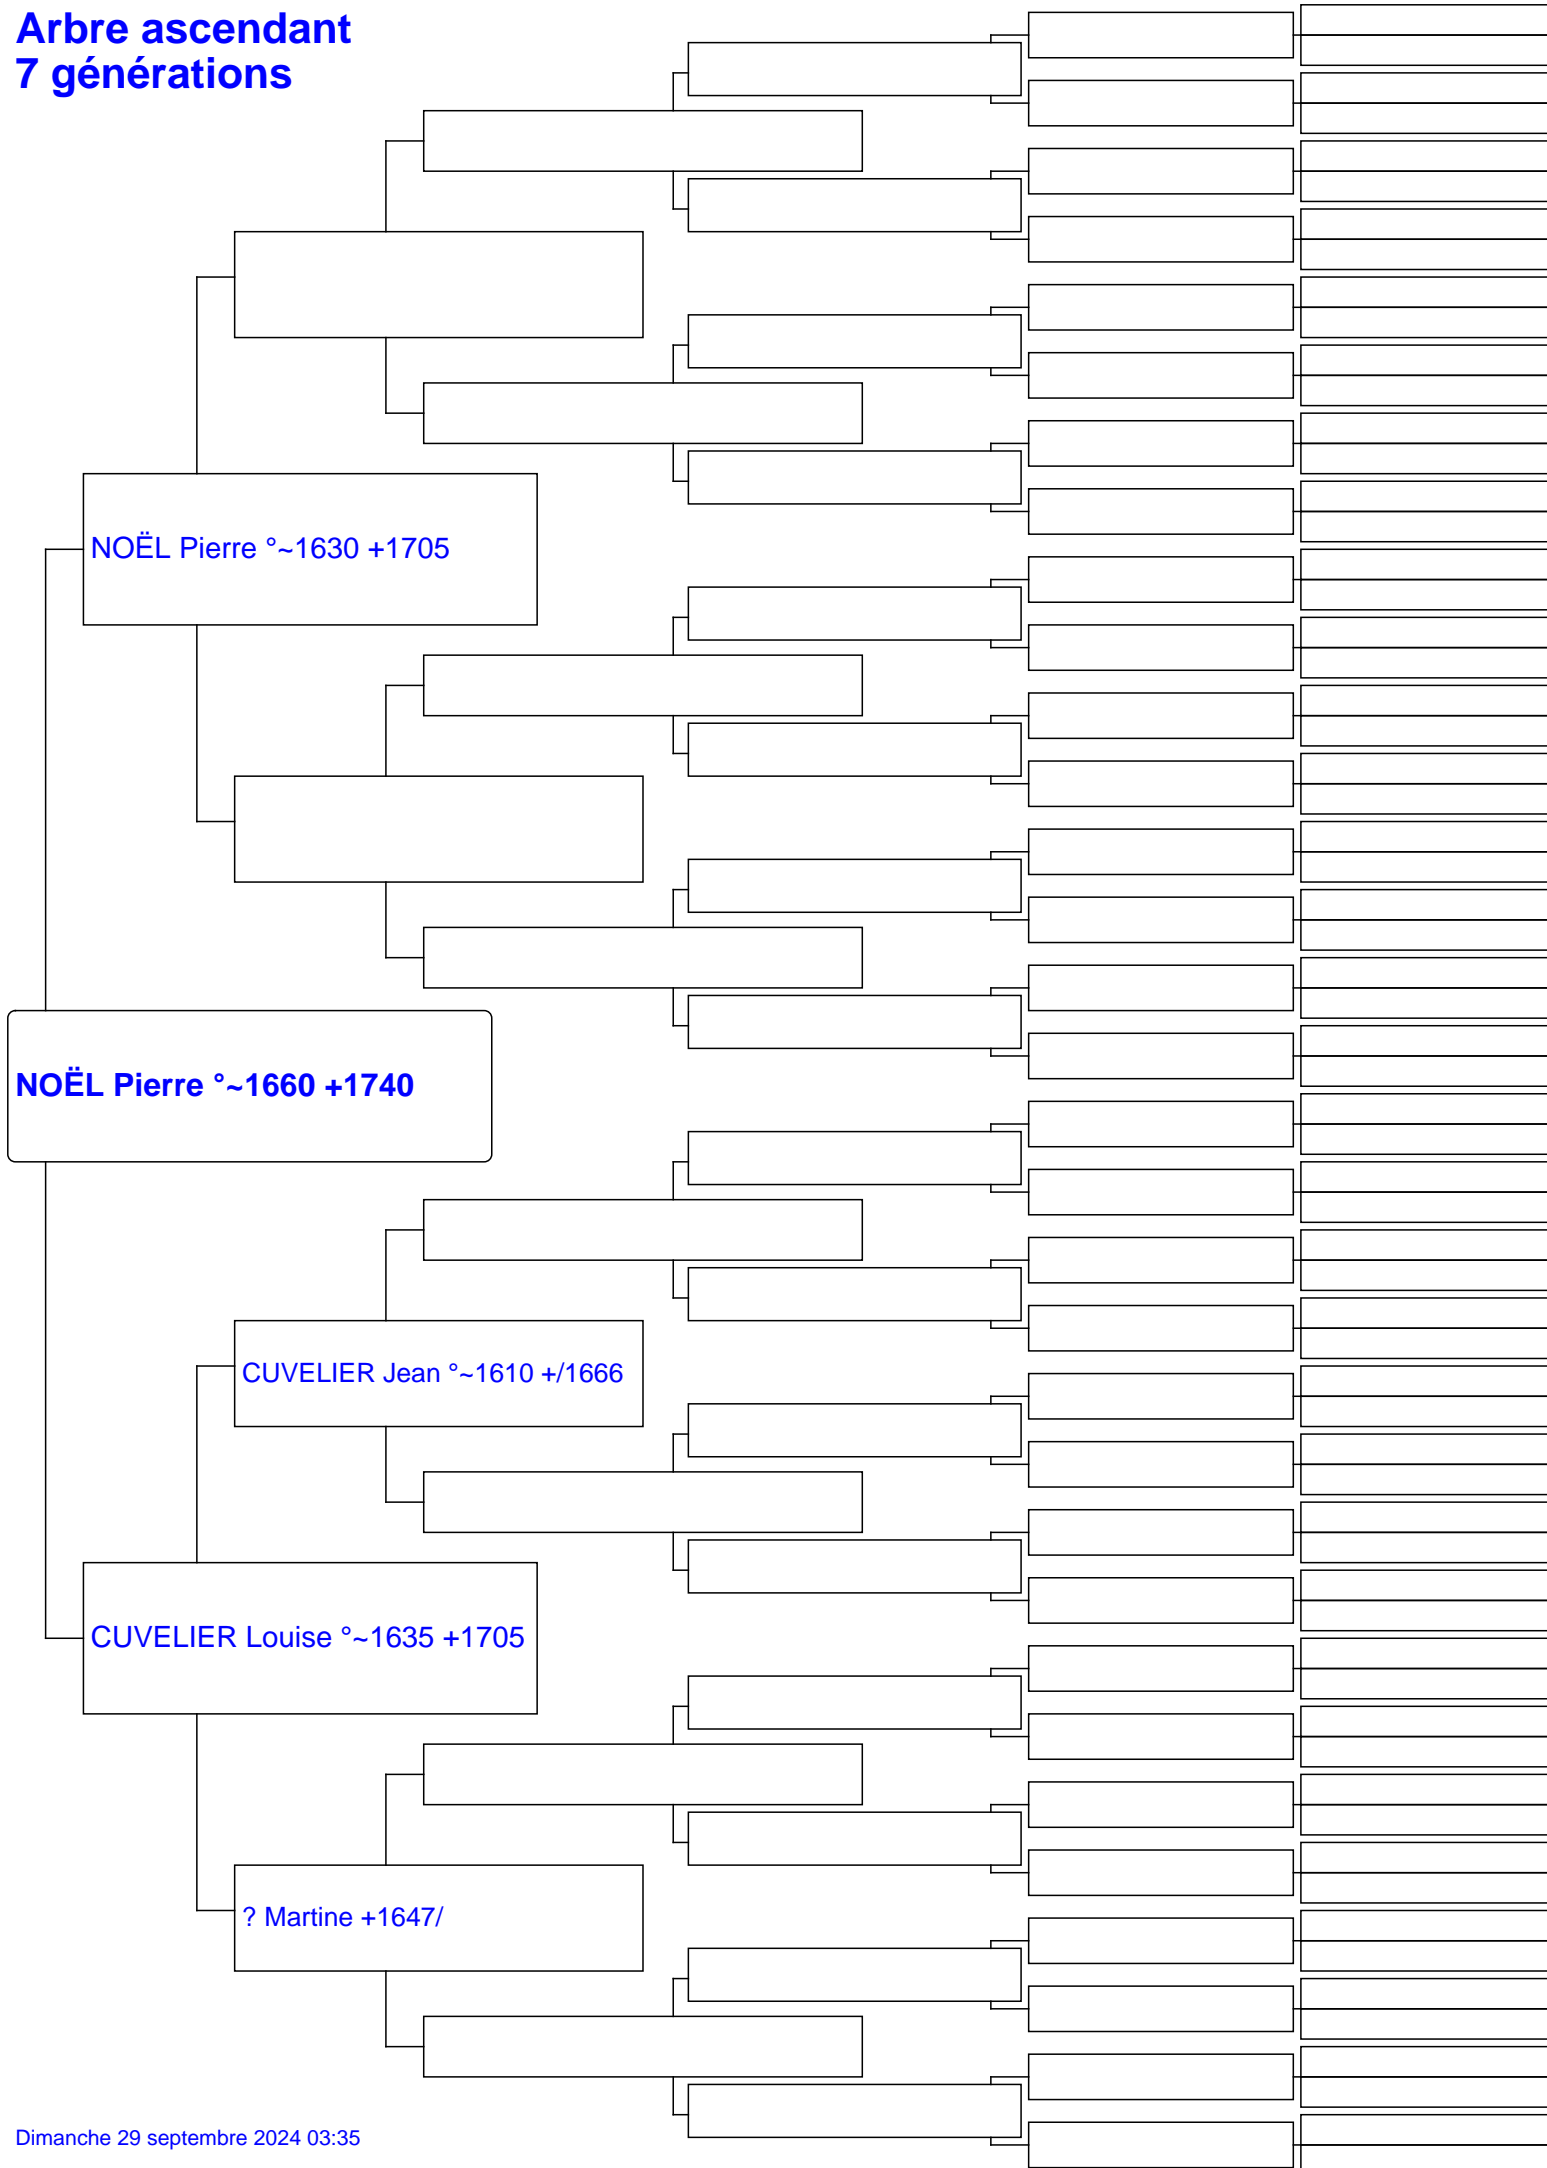 Arbre ascendant
7 générations
NOËL Pierre °~1630 +1705
NOËL Pierre °~1660 +1740
CUVELIER Jean °~1610 +/1666
CUVELIER Louise °~1635 +1705
? Martine +1647/
Dimanche 29 septembre 2024 03:35